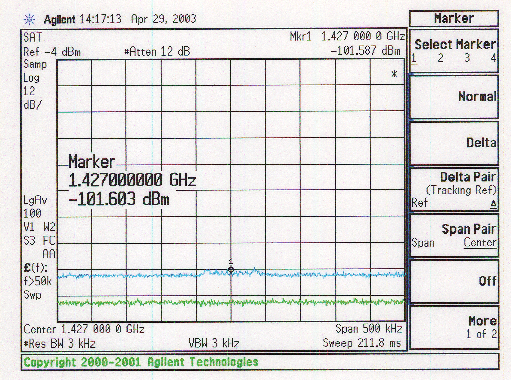 Agilent 14:17:13 Apr 29, 2003
Marker
SAT
Mkr1 1.427 000 0 GHz
Ref -4 dBm
*Atten 12 dB
-101.587 dBm
Samp
Log
12
dB/
*
Marker
1.427000000 GHz
-101.603 dBm
LgAv
100
V1 W2
S3 FC
AA
£(f):
f>50k
Swp
1
Center 1.427 000 0 GHz
Span 500 kHz
*Res BW 3 kHz
VBW 3 kHz
Sweep 211.8 ms
Copyright 2000-2001 Agilent Technologies
Select Marker
1 2 3 4
Normal
Delta
Delta Pair
(Tracking Ref)
Ref Δ
Span Pair
Span Center
Off
More
1 of 2